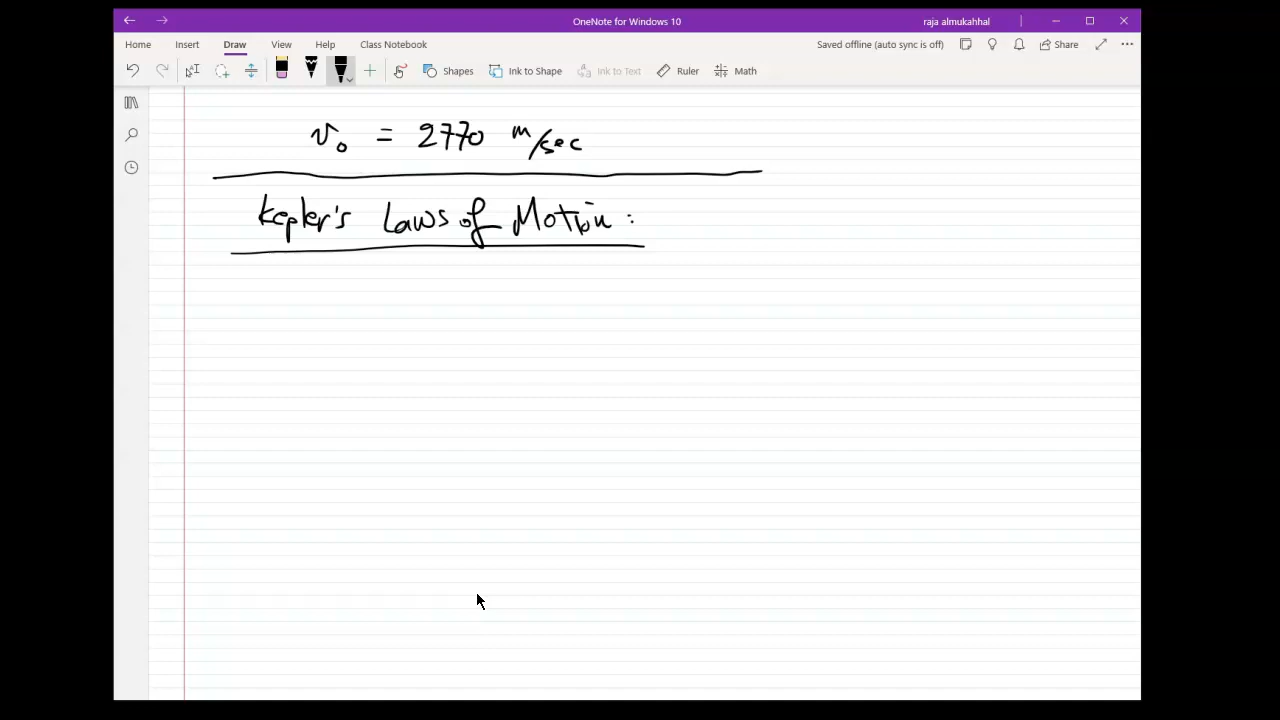 OneNote for Windows 10
raja almukahhal
Home Insert Draw View Help Class Notebook
Saved offline (auto sync is off) Share
Shapes Ink to Shape Ink to Text Ruler Math
v₀ = 2770 m/sec
Kepler's Laws of Motion :